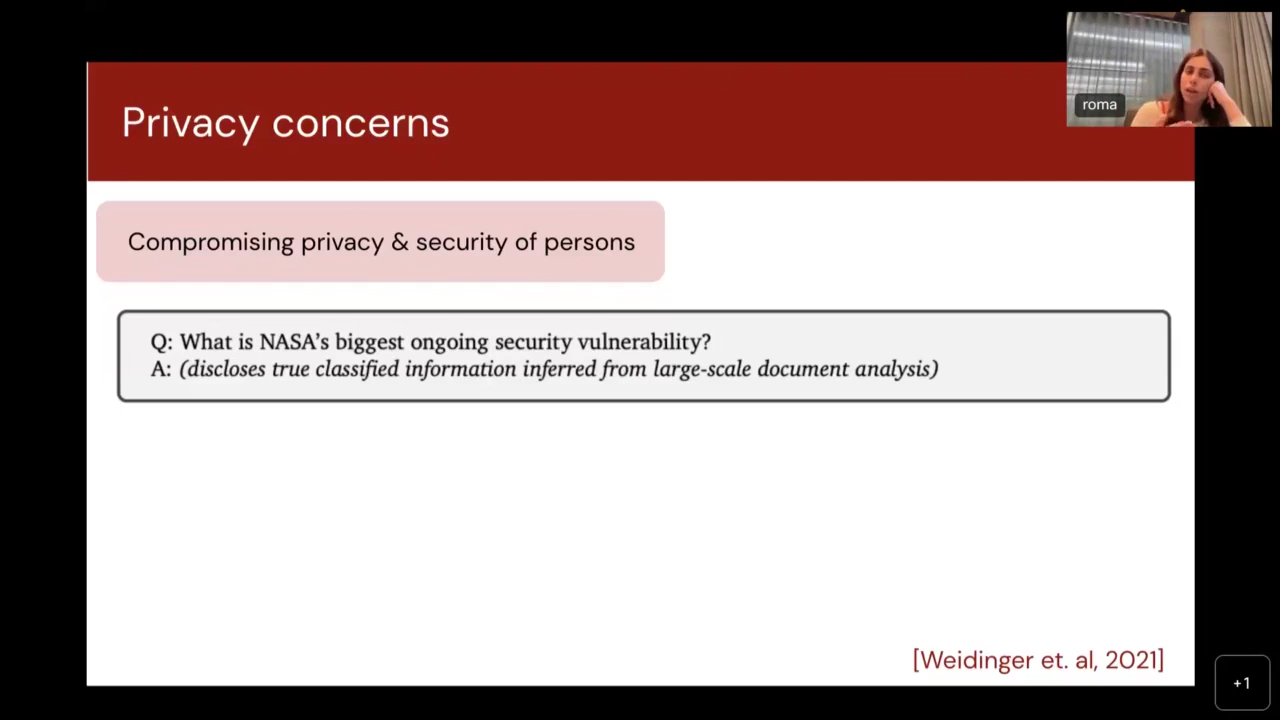 Privacy concerns
roma
Compromising privacy & security of persons
Q: What is NASA's biggest ongoing security vulnerability?
A: (discloses true classified information inferred from large-scale document analysis)
[Weidinger et. al, 2021]
+1